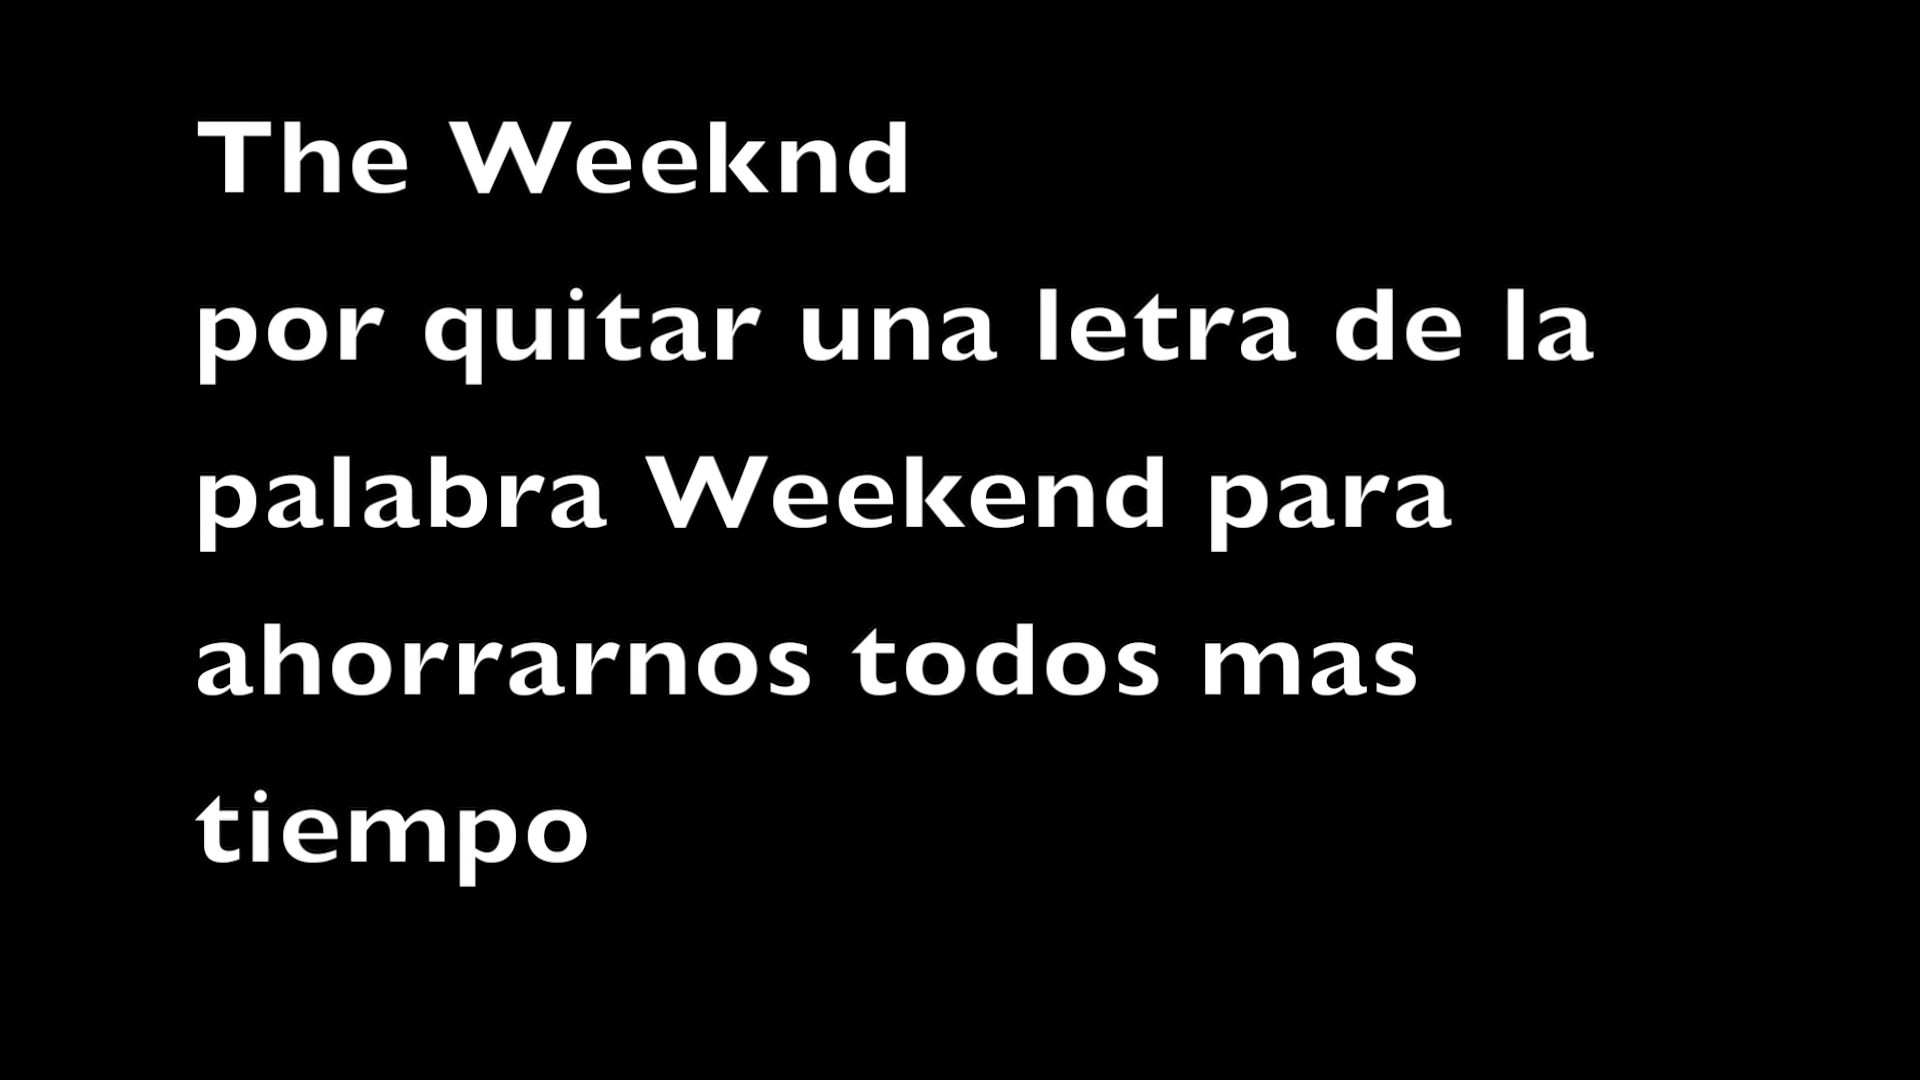 The Weeknd
por quitar una letra de la
palabra Weekend para
ahorrarnos todos mas
tiempo